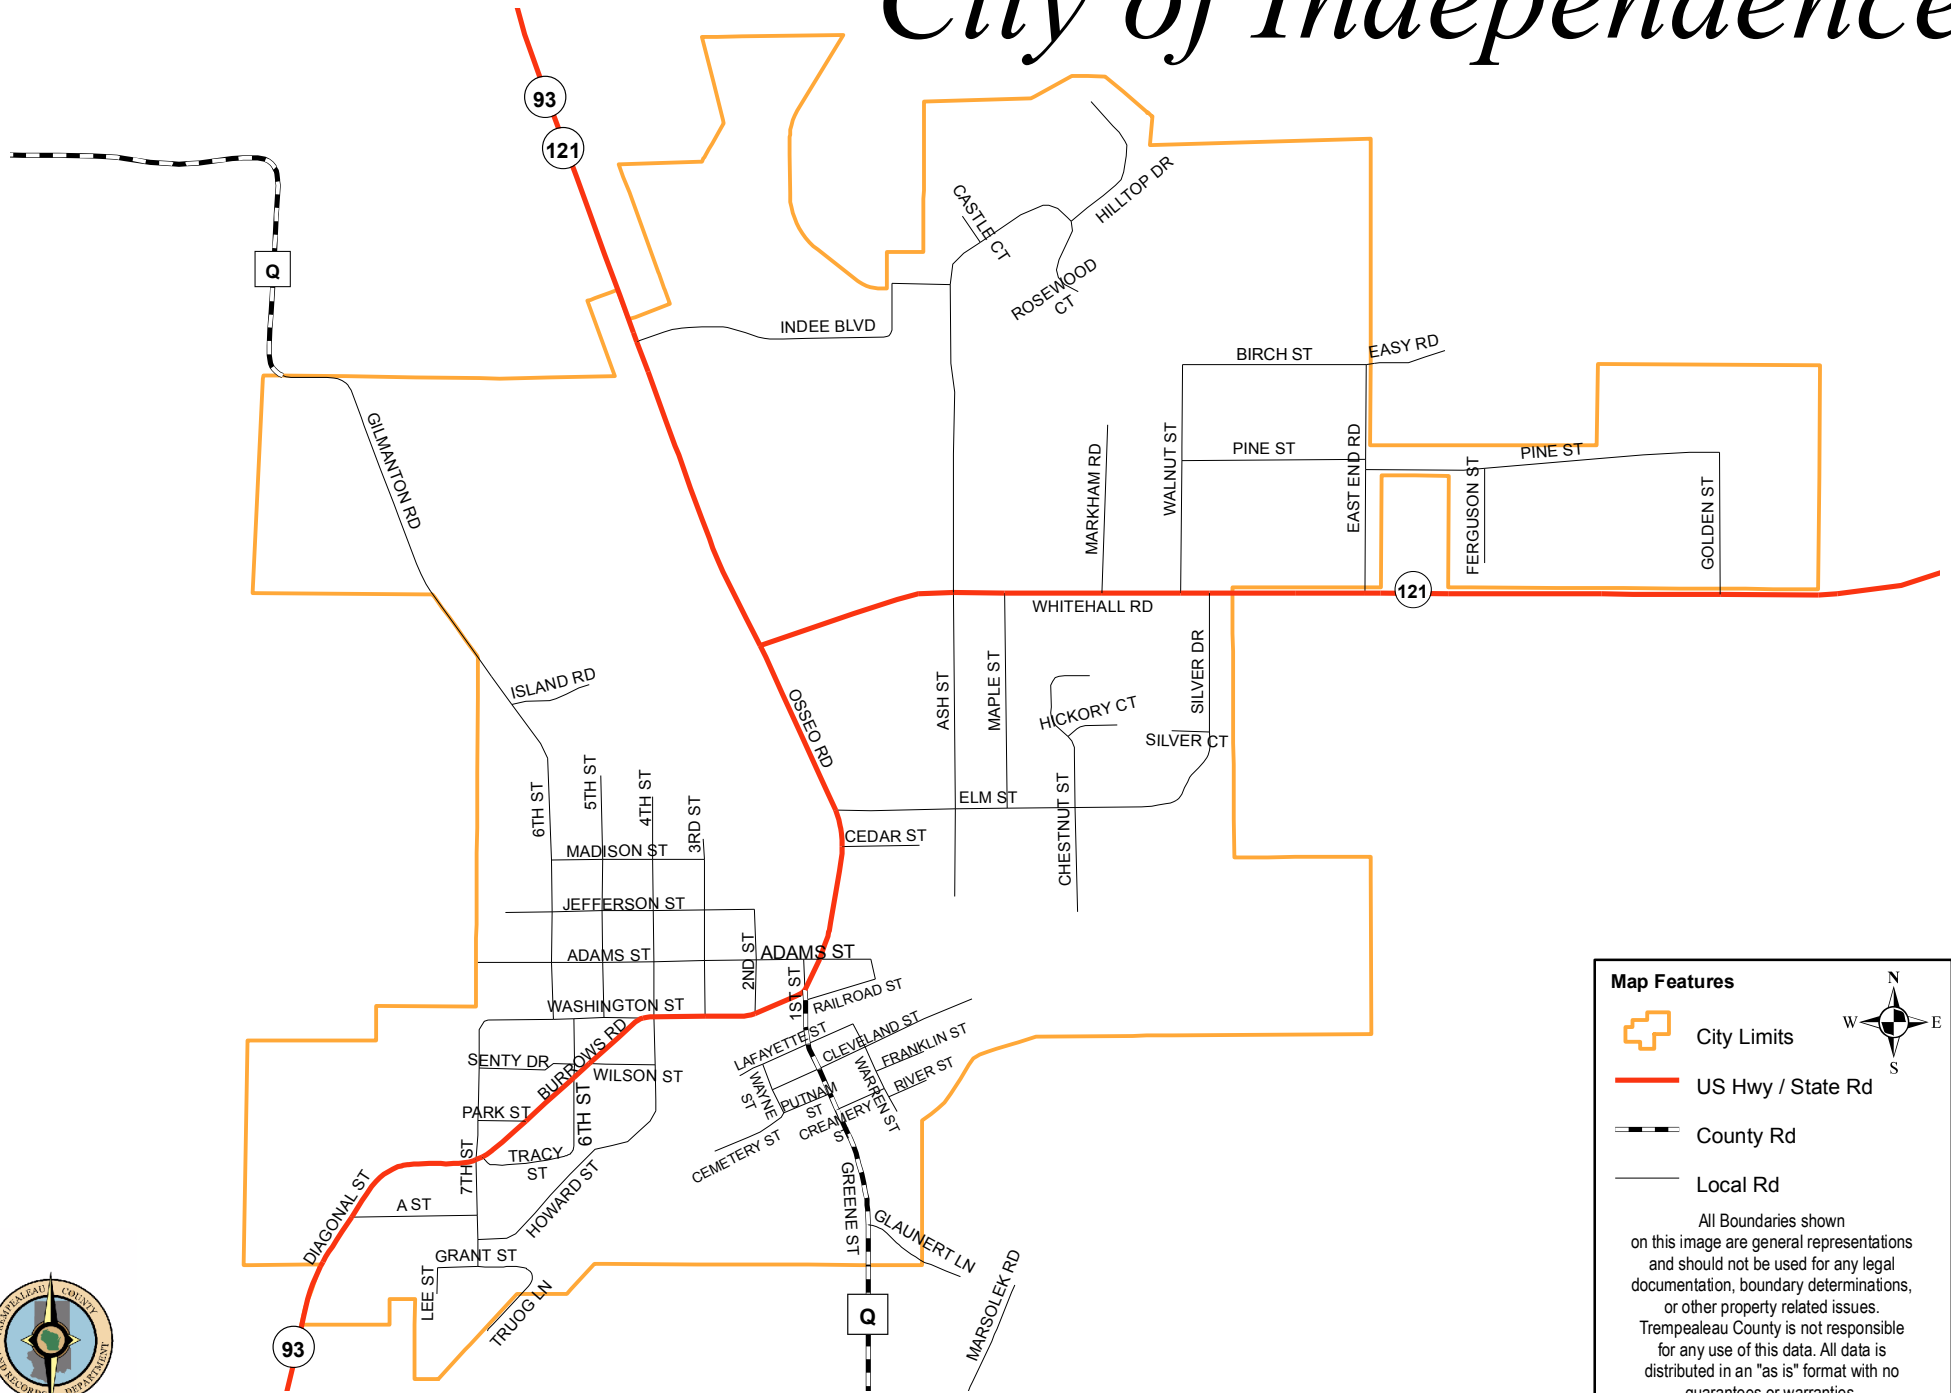 City of Independence
93
121
Q
CASTLE CT
HILLTOP DR
ROSEWOOD
CT
INDEE BLVD
BIRCH ST
EASY RD
GILMANTON RD
MARKHAM RD
WALNUT ST
PINE ST
EAST END RD
FERGUSON ST
PINE ST
GOLDEN ST
121
WHITEHALL RD
ISLAND RD
OSSEO RD
ASH ST
MAPLE ST
HICKORY CT
SILVER DR
SILVER CT
6TH ST
5TH ST
4TH ST
3RD ST
ELM ST
CHESTNUT ST
CEDAR ST
MADISON ST
JEFFERSON ST
ADAMS ST
2ND ST
ADAMS ST
1ST ST
RAILROAD ST
WASHINGTON ST
LAFAYETTE ST
CLEVELAND ST
FRANKLIN ST
SENTY DR
BURROWS RD
WILSON ST
WAYNE
ST
PUTNAM
ST
WARREN ST
RIVER ST
PARK ST
6TH ST
CREAMERY
ST
CEMETERY ST
7TH ST
TRACY
ST
HOWARD ST
DIAGONAL ST
A ST
GREENE ST
GLAUNERT LN
GRANT ST
LEE ST
TRUOG LN
MARSOLEK RD
Q
93
TREMPEALEAU COUNTY
LAND RECORDS DEPARTMENT
Map Features
N
W
E
S
City Limits
US Hwy / State Rd
County Rd
Local Rd
All Boundaries shown
on this image are general representations
and should not be used for any legal
documentation, boundary determinations,
or other property related issues.
Trempealeau County is not responsible
for any use of this data. All data is
distributed in an "as is" format with no
guarantees or warranties